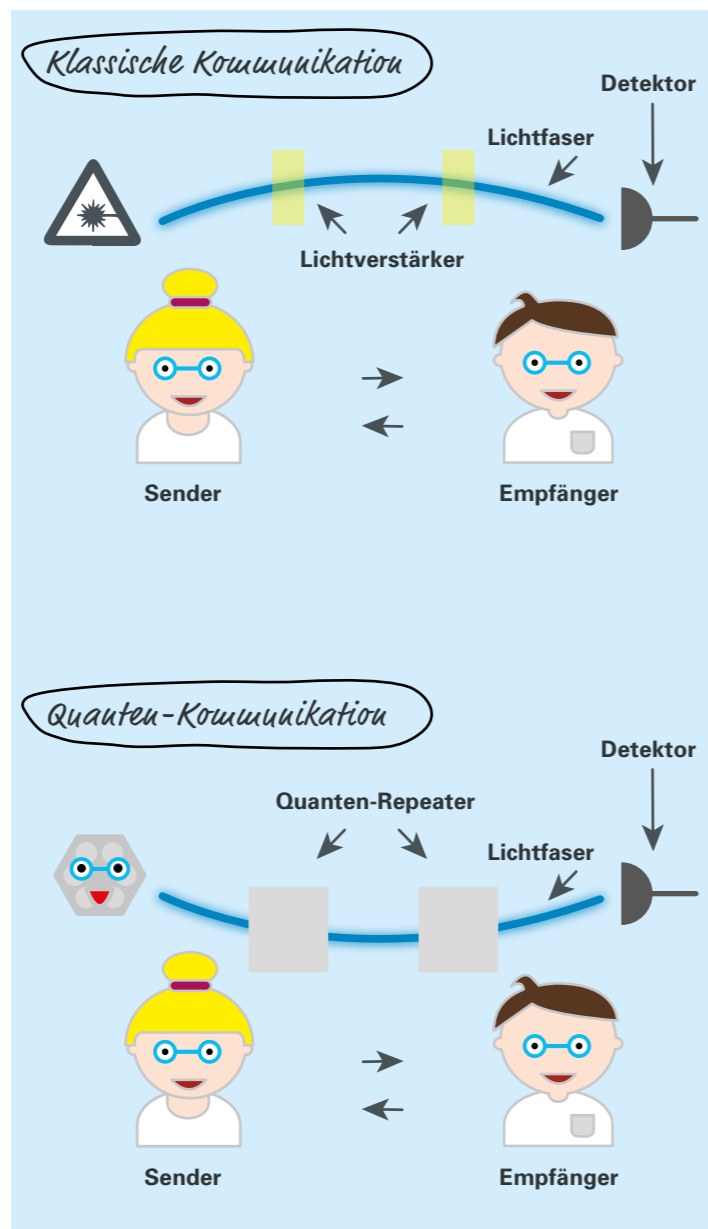 Klassische Kommunikation
Detektor
Lichtfaser
Lichtverstärker
Sender
Empfänger
Quanten-Kommunikation
Detektor
Quanten-Repeater
Lichtfaser
Sender
Empfänger